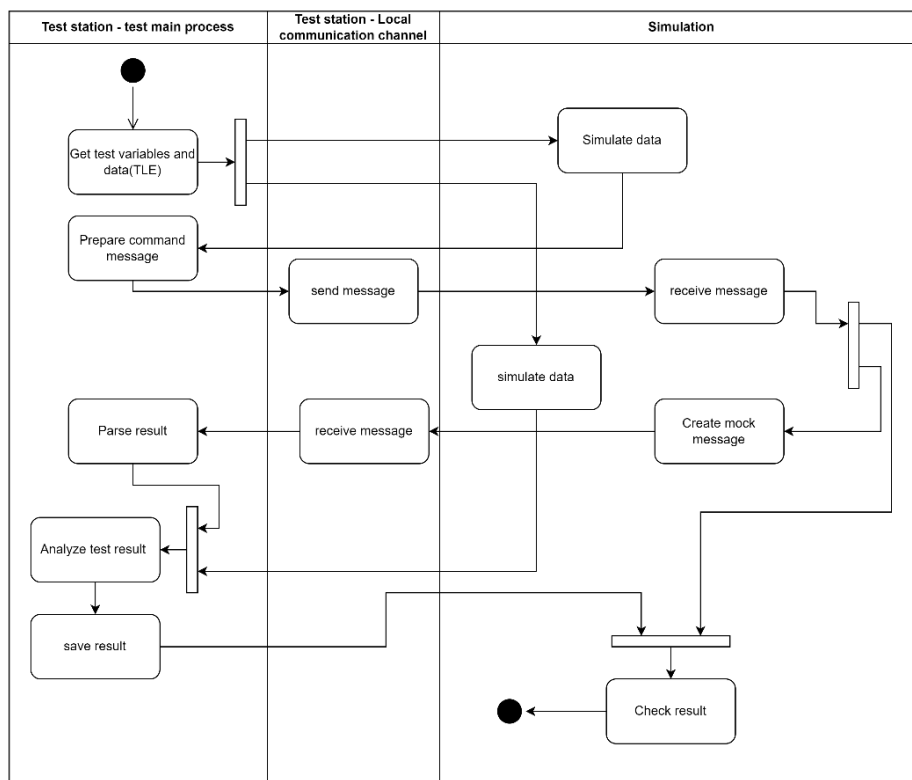 Test station - test main process
Test station - Local
communication channel
Simulation
Get test variables and
data(TLE)
Simulate data
Prepare command
message
send message
receive message
simulate data
Parse result
receive message
Create mock
message
Analyze test result
save result
Check result